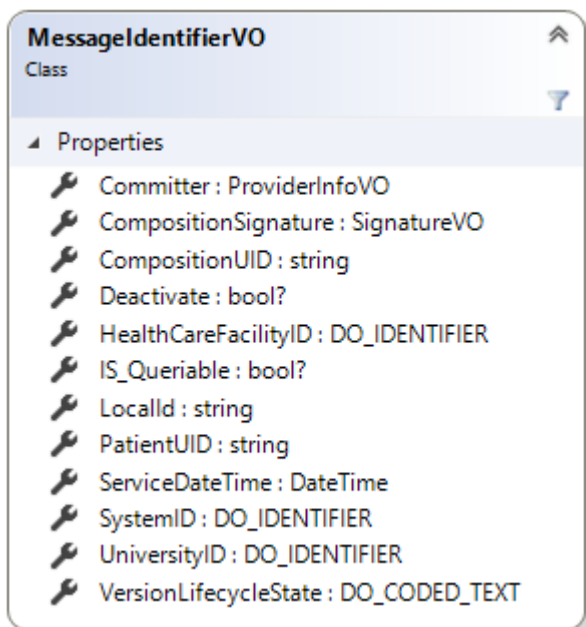 MessageIdentifierVO
Class
Properties
Committer : ProviderInfoVO
CompositionSignature : SignatureVO
CompositionUID : string
Deactivate : bool?
HealthCareFacilityID : DO_IDENTIFIER
IS_Queriable : bool?
LocalId : string
PatientUID : string
ServiceDateTime : DateTime
SystemID : DO_IDENTIFIER
UniversityID : DO_IDENTIFIER
VersionLifecycleState : DO_CODED_TEXT